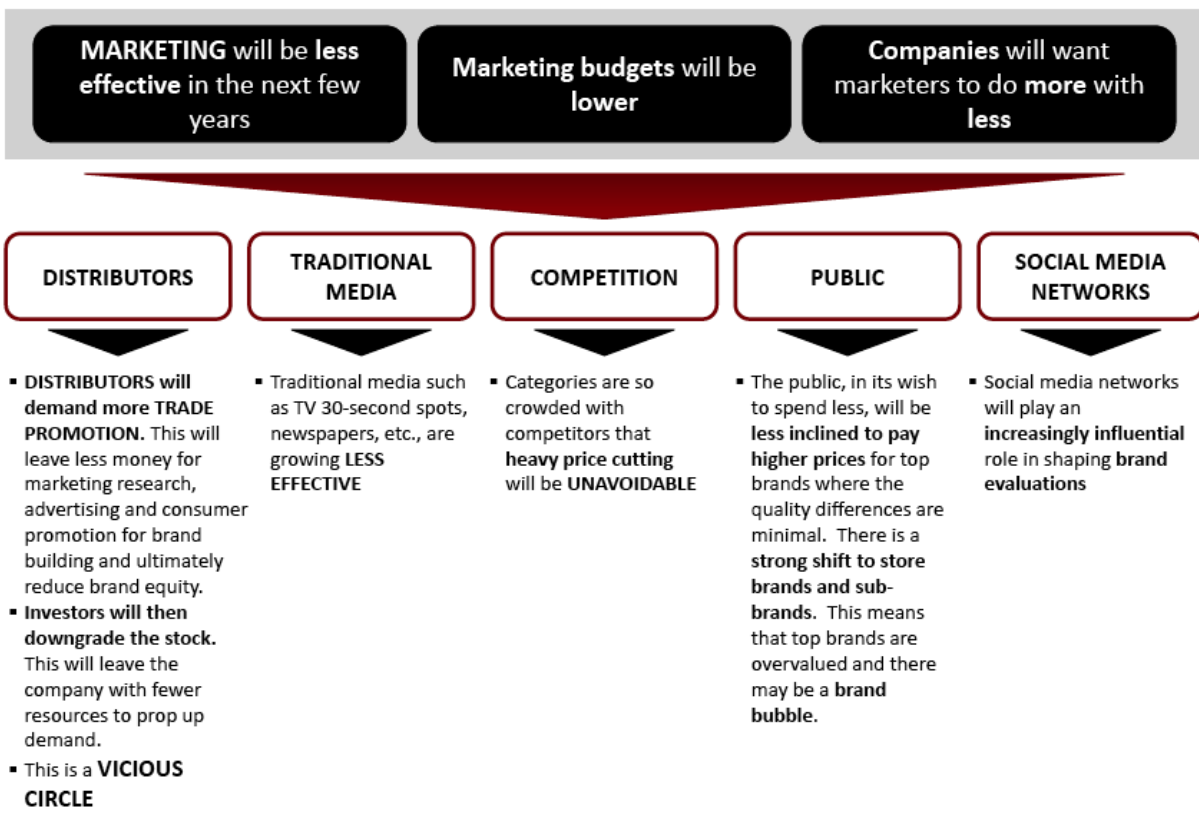 MARKETING will be less
effective in the next few
years
Marketing budgets will be
lower
Companies will want
marketers to do more with
less
DISTRIBUTORS
TRADITIONAL
MEDIA
COMPETITION
PUBLIC
SOCIAL MEDIA
NETWORKS
▪ DISTRIBUTORS will
demand more TRADE
PROMOTION. This will
leave less money for
marketing research,
advertising and consumer
promotion for brand
building and ultimately
reduce brand equity.
▪ Investors will then
downgrade the stock.
This will leave the
company with fewer
resources to prop up
demand.
▪ This is a VICIOUS
CIRCLE
▪ Traditional media such
as TV 30-second spots,
newspapers, etc., are
growing LESS
EFFECTIVE
▪ Categories are so
crowded with
competitors that
heavy price cutting
will be UNAVOIDABLE
▪ The public, in its wish
to spend less, will be
less inclined to pay
higher prices for top
brands where the
quality differences are
minimal. There is a
strong shift to store
brands and sub-
brands. This means
that top brands are
overvalued and there
may be a brand
bubble.
▪ Social media networks
will play an
increasingly influential
role in shaping brand
evaluations